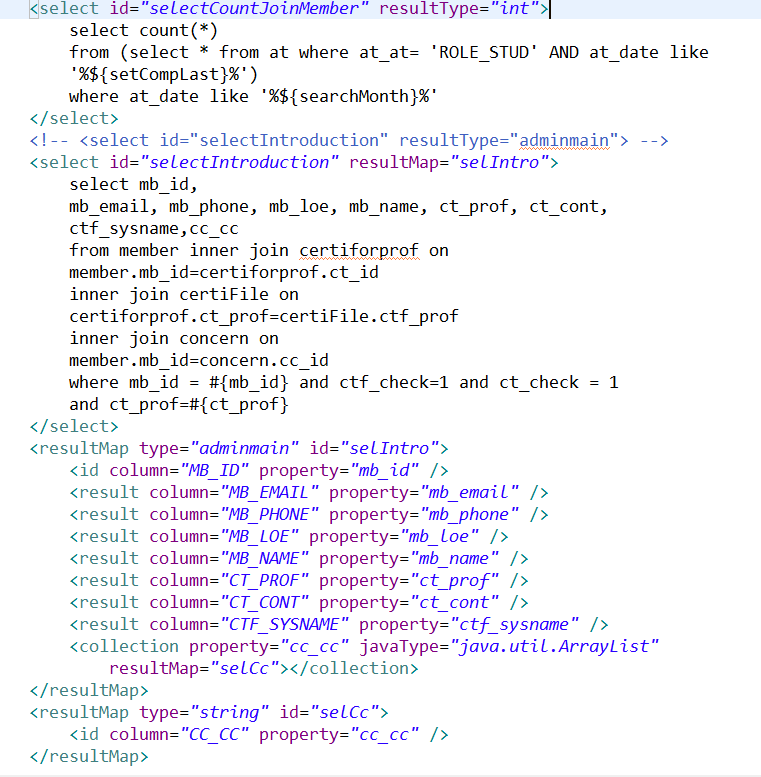 <select id="selectCountJoinMember" resultType="int">
select count(*)
from (select * from at where at_at= 'ROLE_STUD' AND at_date like
'%${setCompLast}%')
where at_date like '%${searchMonth}%'
</select>
<!-- <select id="selectIntroduction" resultType="adminmain"> -->
<select id="selectIntroduction" resultMap="selIntro">
select mb_id,
mb_email, mb_phone, mb_loe, mb_name, ct_prof, ct_cont,
ctf_sysname,cc_cc
from member inner join certiforprof on
member.mb_id=certiforprof.ct_id
inner join certiFile on
certiforprof.ct_prof=certiFile.ctf_prof
inner join concern on
member.mb_id=concern.cc_id
where mb_id = #{mb_id} and ctf_check=1 and ct_check = 1
and ct_prof=#{ct_prof}
</select>
<resultMap type="adminmain" id="selIntro">
<id column="MB_ID" property="mb_id" />
<result column="MB_EMAIL" property="mb_email" />
<result column="MB_PHONE" property="mb_phone" />
<result column="MB_LOE" property="mb_loe" />
<result column="MB_NAME" property="mb_name" />
<result column="CT_PROF" property="ct_prof" />
<result column="CT_CONT" property="ct_cont" />
<result column="CTF_SYSNAME" property="ctf_sysname" />
<collection property="cc_cc" javaType="java.util.ArrayList"
resultMap="selCc"></collection>
</resultMap>
<resultMap type="string" id="selCc">
<id column="CC_CC" property="cc_cc" />
</resultMap>